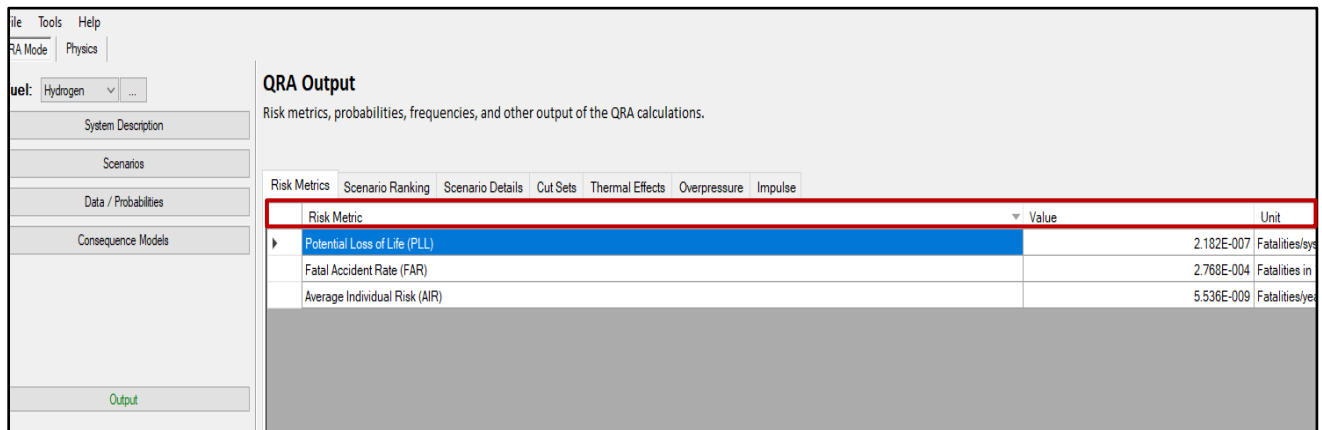 ile Tools Help
RA Mode Physics
uel: Hydrogen ...
System Description
Scenarios
Data / Probabilities
Consequence Models
Output
QRA Output
Risk metrics, probabilities, frequencies, and other output of the QRA calculations.
Risk Metrics Scenario Ranking Scenario Details Cut Sets Thermal Effects Overpressure Impulse
Risk Metric Value Unit
Potential Loss of Life (PLL) 2.182E-007 Fatalities/sys
Fatal Accident Rate (FAR) 2.768E-004 Fatalities in
Average Individual Risk (AIR) 5.536E-009 Fatalities/yea